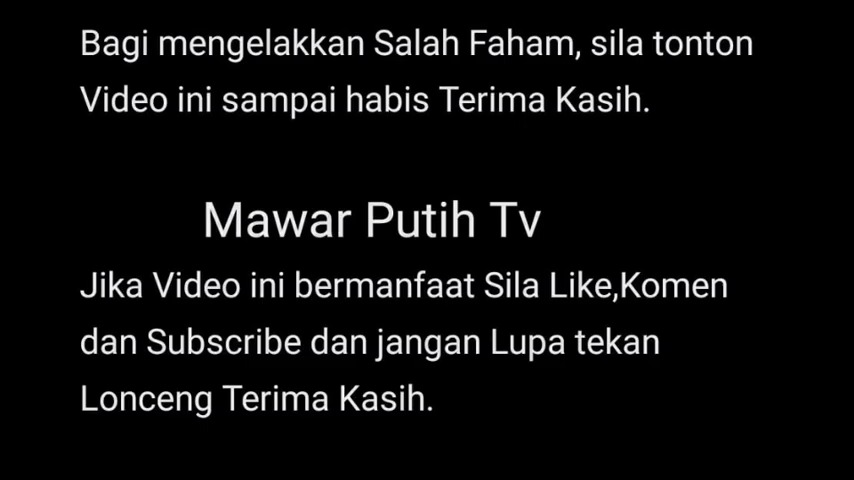 Bagi mengelakkan Salah Faham, sila tonton
Video ini sampai habis Terima Kasih.
Mawar Putih Tv
Jika Video ini bermanfaat Sila Like,Komen
dan Subscribe dan jangan Lupa tekan
Lonceng Terima Kasih.